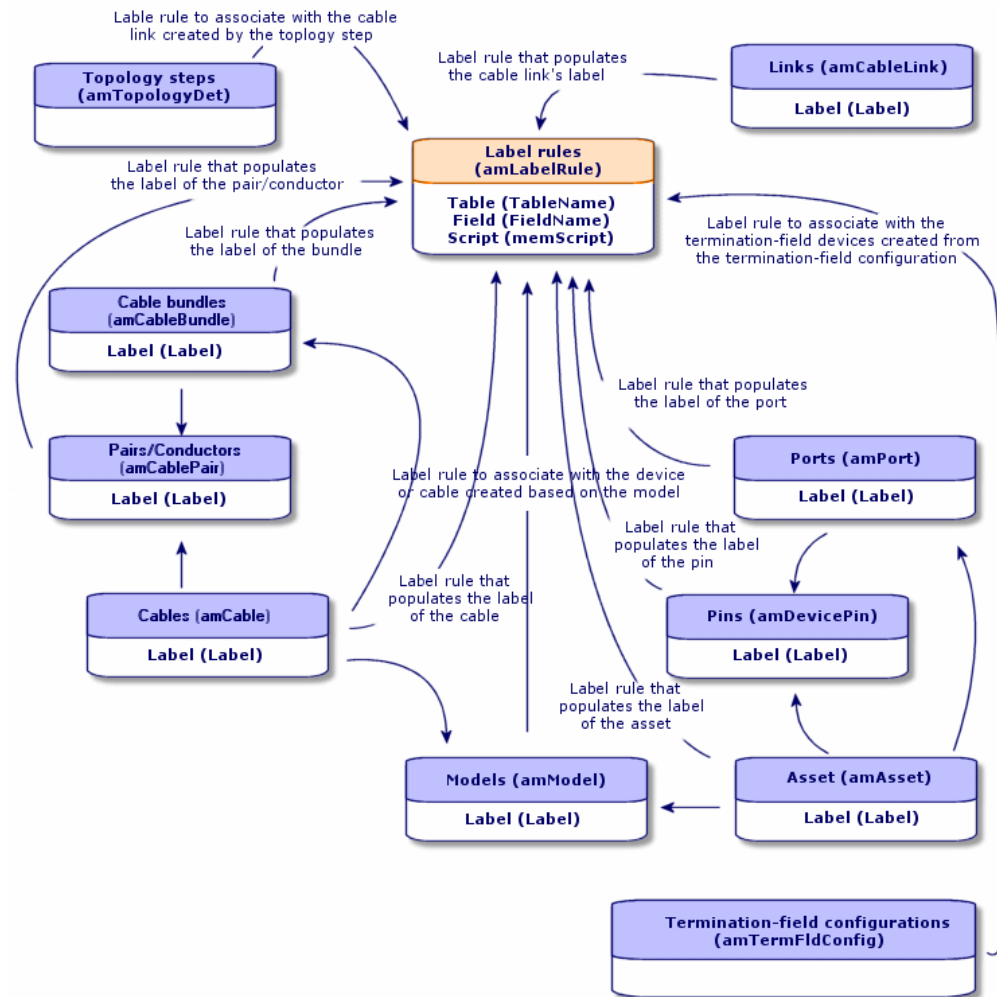 Lable rule to associate with the cable
link created by the toplogy step
Topology steps
(amTopologyDet)
Label rule that populates
the cable link's label
Links (amCableLink)
Label (Label)
Label rules
(amLabelRule)
Table (TableName)
Field (FieldName)
Script (memScript)
Label rule that populates
the label of the pair/conductor
Label rule that populates
the label of the bundle
Label rule to associate with the
termination-field devices created from
the termination-field configuration
Cable bundles
(amCableBundle)
Label (Label)
Label rule that populates
the label of the port
Pairs/Conductors
(amCablePair)
Label (Label)
Label rule to associate with the device
or cable created based on the model
Ports (amPort)
Label (Label)
Label rule that
populates the label
of the pin
Label rule that
populates the label
of the cable
Cables (amCable)
Label (Label)
Pins (amDevicePin)
Label (Label)
Label rule that
populates the label
of the asset
Models (amModel)
Label (Label)
Asset (amAsset)
Label (Label)
Termination-field configurations
(amTermFldConfig)